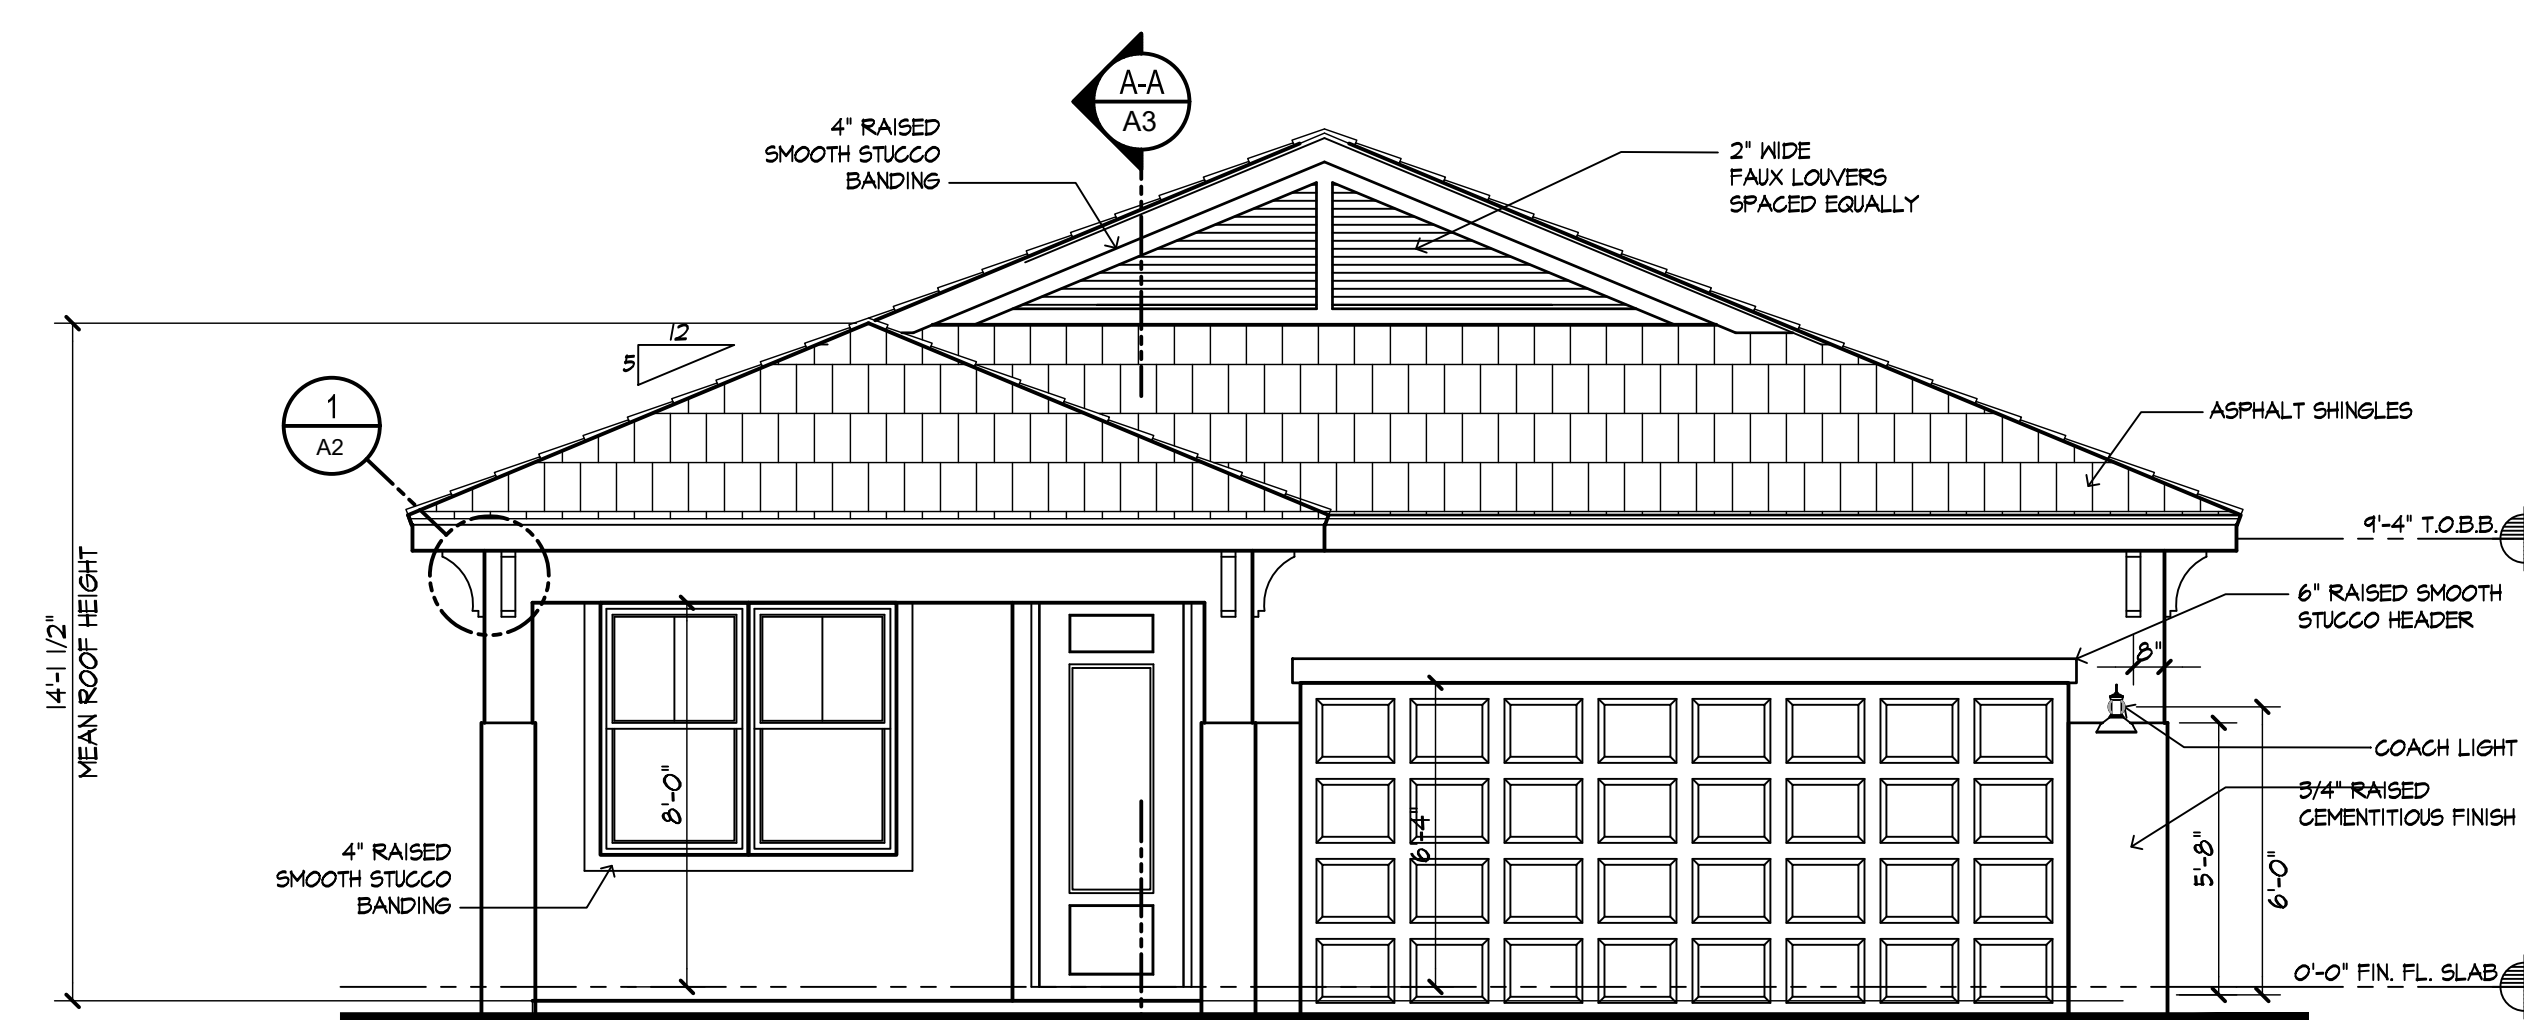 A-A
A3
4" RAISED
SMOOTH STUCCO
BANDING
2" WIDE
FAUX LOUVERS
SPACED EQUALLY
12
5
1
A2
ASPHALT SHINGLES
9'-4" T.O.B.B.
6" RAISED SMOOTH
STUCCO HEADER
8"
14'-1 1/2"
MEAN ROOF HEIGHT
8'-0"
6'-4"
COACH LIGHT
3/4" RAISED
CEMENTITIOUS FINISH
5'-8"
6'-0"
4" RAISED
SMOOTH STUCCO
BANDING
0'-0" FIN. FL. SLAB